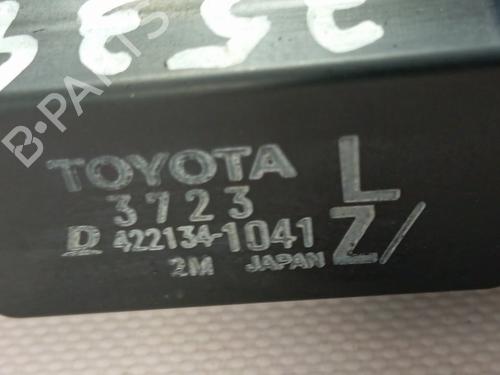 TOYOTA L
3723
D 422134-1041 Z/
2M JAPAN
B-PARTS